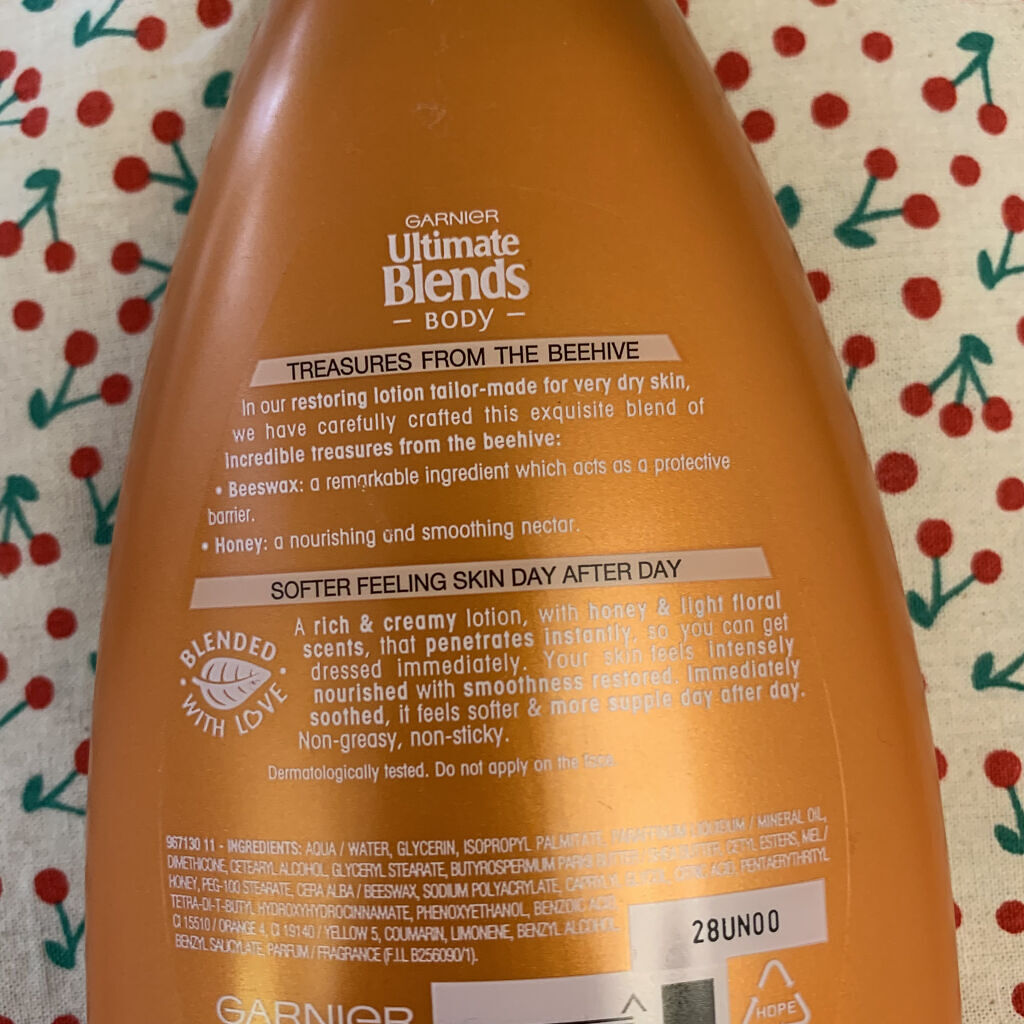 GARNIER
Ultimate
Blends
— BODY —
TREASURES FROM THE BEEHIVE
In our restoring lotion tailor-made for very dry skin,
we have carefully crafted this exquisite blend of
incredible treasures from the beehive:
• Beeswax: a remarkable ingredient which acts as a protective
barrier.
• Honey: a nourishing and smoothing nectar.
SOFTER FEELING SKIN DAY AFTER DAY
BLENDED
WITH LOVE
A rich & creamy lotion, with honey & light floral
scents, that penetrates instantly, so you can get
dressed immediately. Your skin feels intensely
nourished with smoothness restored. Immediately
soothed, it feels softer & more supple day after day.
Non-greasy, non-sticky.
Dermatologically tested. Do not apply on the face.
967130 11 - INGREDIENTS: AQUA / WATER, GLYCERIN, ISOPROPYL PALMITATE, PARAFFINUM LIQUIDUM / MINERAL OIL,
DIMETHICONE, CETEARYL ALCOHOL, GLYCERYL STEARATE, BUTYROSPERMUM PARKII BUTTER / SHEA BUTTER, CETYL ESTERS, MEL /
HONEY, PEG-100 STEARATE, CERA ALBA / BEESWAX, SODIUM POLYACRYLATE, CAPRYLYL GLYCOL, CITRIC ACID, PENTAERYTHRITYL
TETRA-DI-T-BUTYL HYDROXYHYDROCINNAMATE, PHENOXYETHANOL, BENZOIC ACID,
CI 15510 / ORANGE 4, CI 19140 / YELLOW 5, COUMARIN, LIMONENE, BENZYL ALCOHOL,
BENZYL SALICYLATE, PARFUM / FRAGRANCE (F.I.L. B256090/1).
28UN00
GARNIER
HDPE